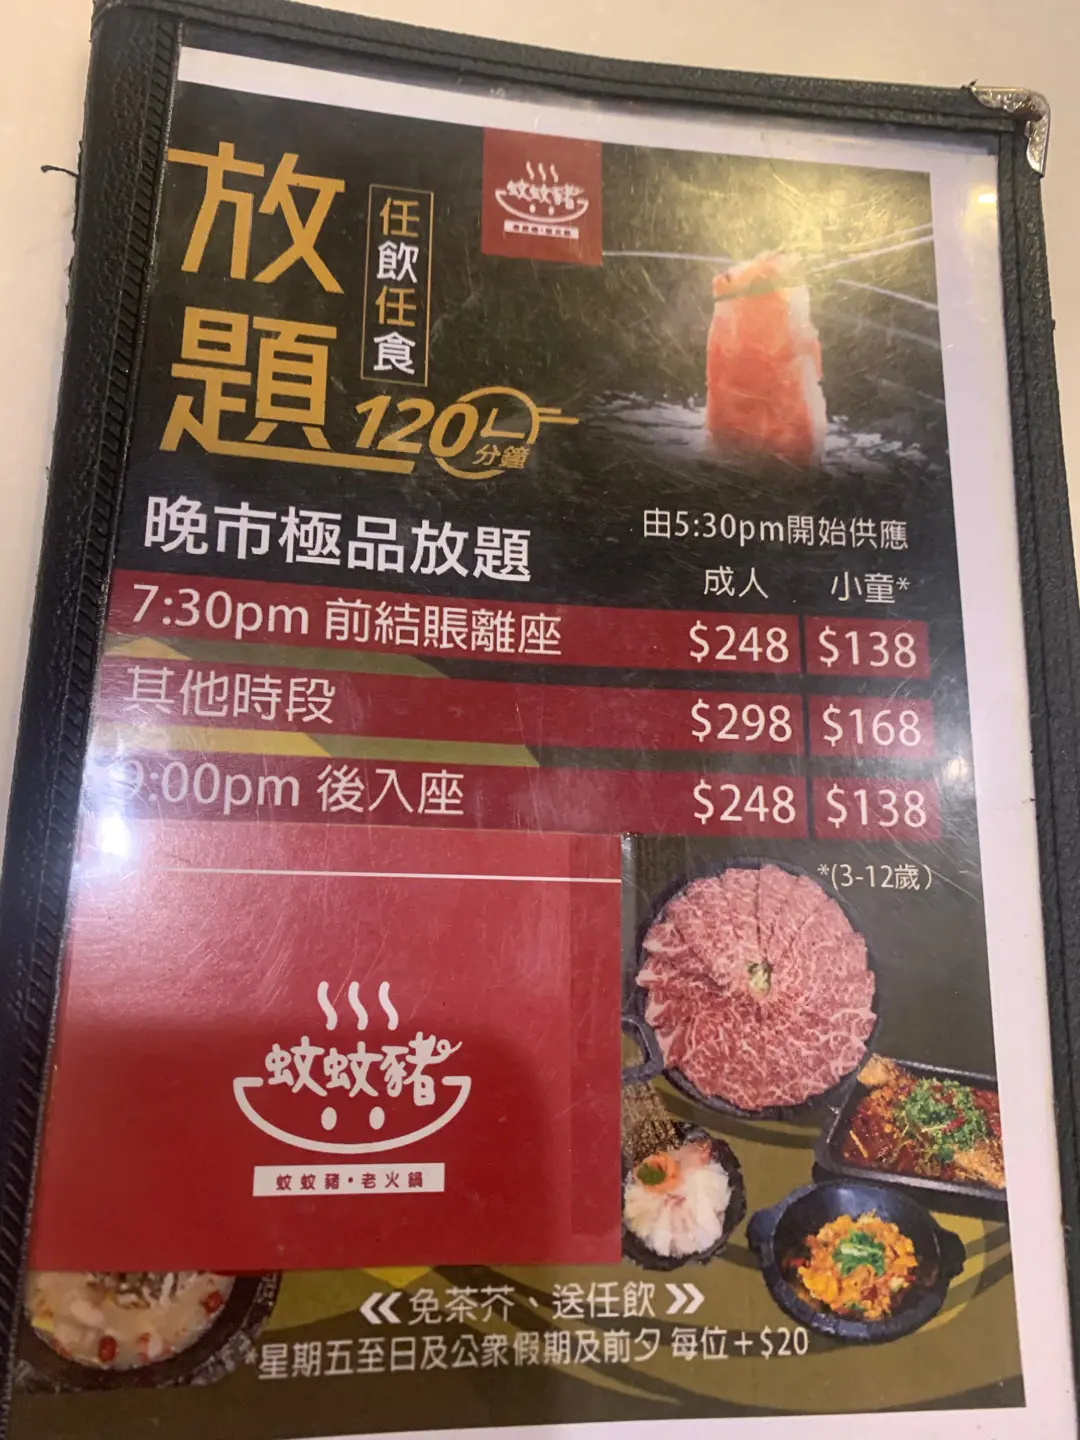 放題
任飲任食
蚊蚊豬
120分鐘
晚市極品放題
由5:30pm開始供應
成人 小童*
7:30pm 前結賬離座 $248 $138
其他時段 $298 $168
9:00pm 後入座 $248 $138
*(3-12歲)
蚊蚊豬
蚊蚊豬·老火鍋
《免茶芥、送任飲》
*星期五至日及公眾假期及前夕 每位+$20